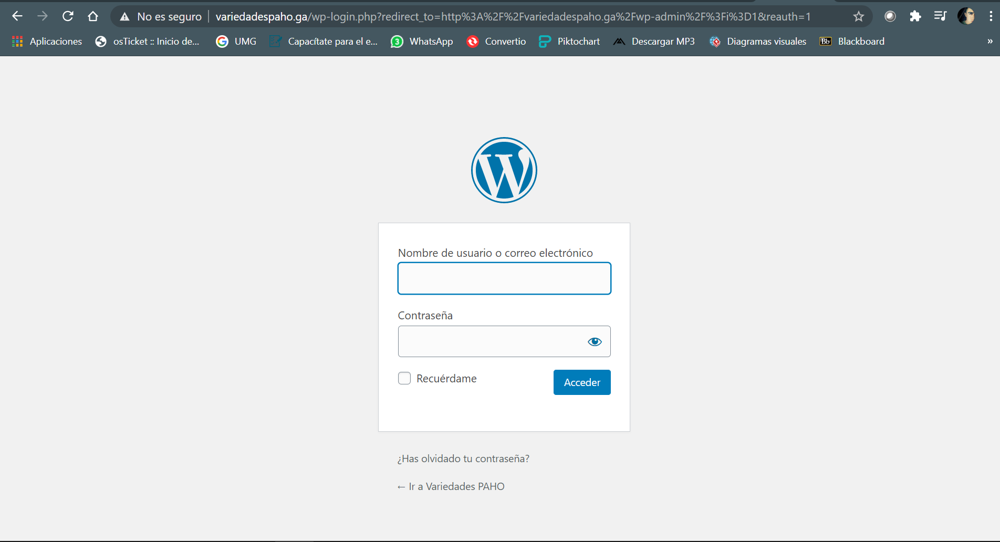 No es seguro variedadespaho.ga/wp-login.php?redirect_to=http%3A%2F%2Fvariedadespaho.ga%2Fwp-admin%2F%3Fi%3D1&reauth=1
Aplicaciones osTicket :: Inicio de... UMG Capacítate para el e... 3 WhatsApp Convertio Piktochart Descargar MP3 Diagramas visuales Bb Blackboard »
Nombre de usuario o correo electrónico
Contraseña
Recuérdame Acceder
¿Has olvidado tu contraseña?
← Ir a Variedades PAHO